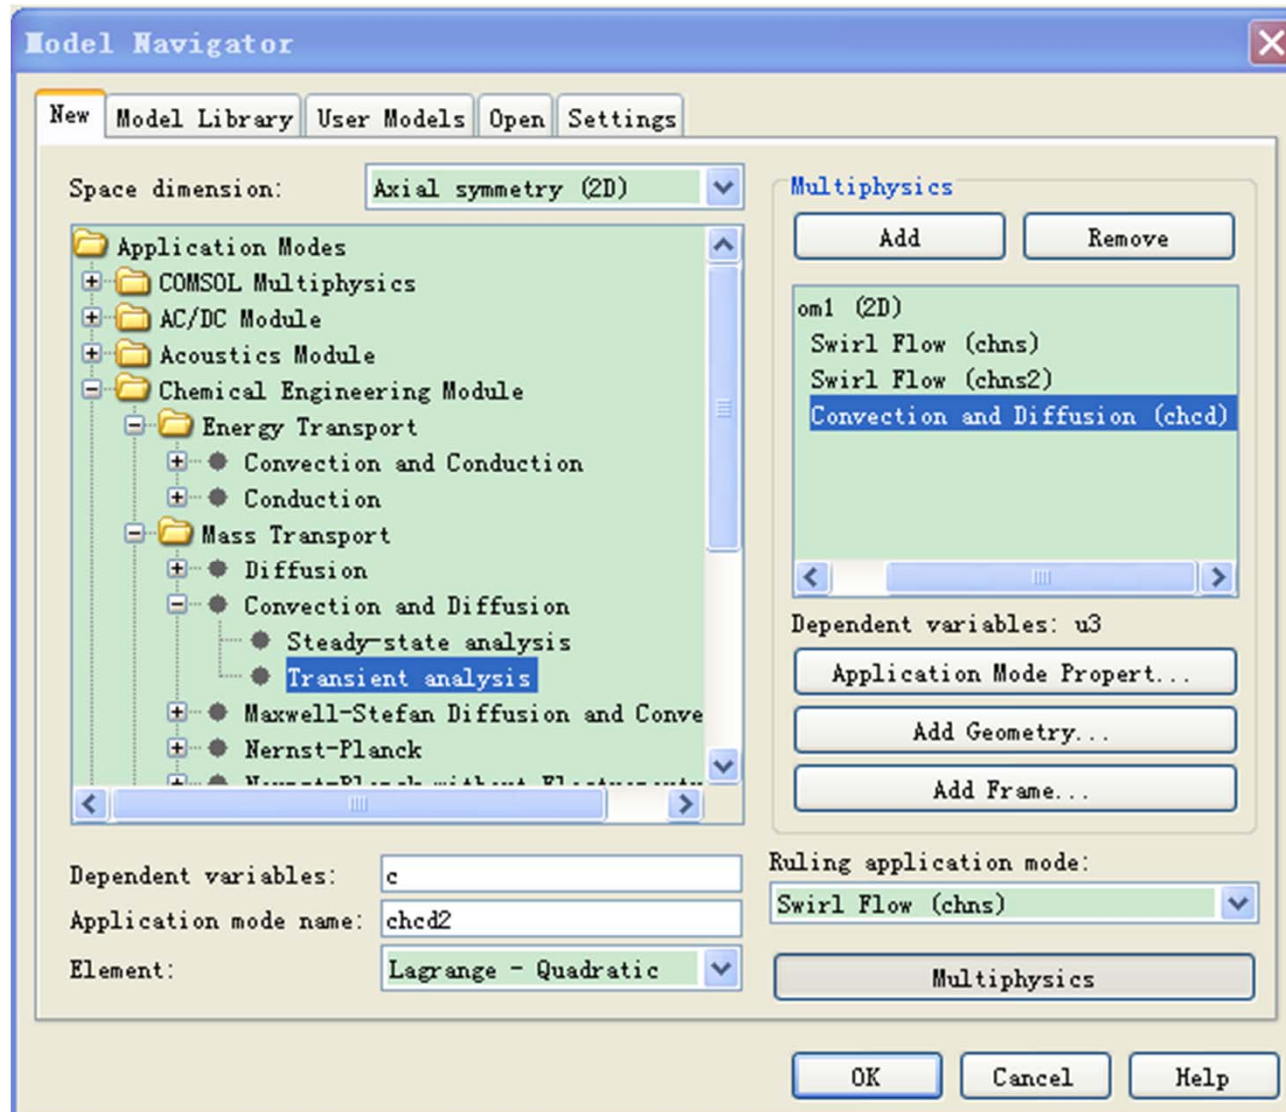 Model Navigator
New Model Library User Models Open Settings
Space dimension: Axial symmetry (2D)
Application Modes
COMSOL Multiphysics
AC/DC Module
Acoustics Module
Chemical Engineering Module
Energy Transport
Convection and Conduction
Conduction
Mass Transport
Diffusion
Convection and Diffusion
Steady-state analysis
Transient analysis
Maxwell-Stefan Diffusion and Conve
Nernst-Planck
Dependent variables: c
Application mode name: chcd2
Element: Lagrange - Quadratic
Multiphysics
Add Remove
om1 (2D)
Swirl Flow (chns)
Swirl Flow (chns2)
Convection and Diffusion (chcd)
Dependent variables: u3
Application Mode Propert...
Add Geometry...
Add Frame...
Ruling application mode:
Swirl Flow (chns)
Multiphysics
OK Cancel Help